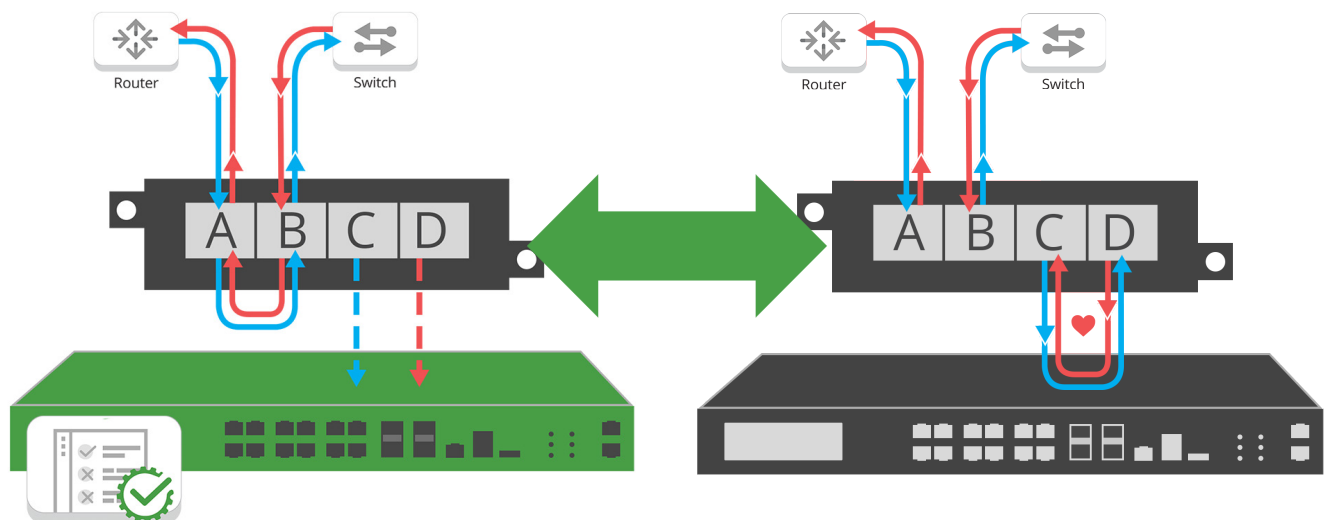 Router
Switch
A B C D
Router
Switch
A B C D